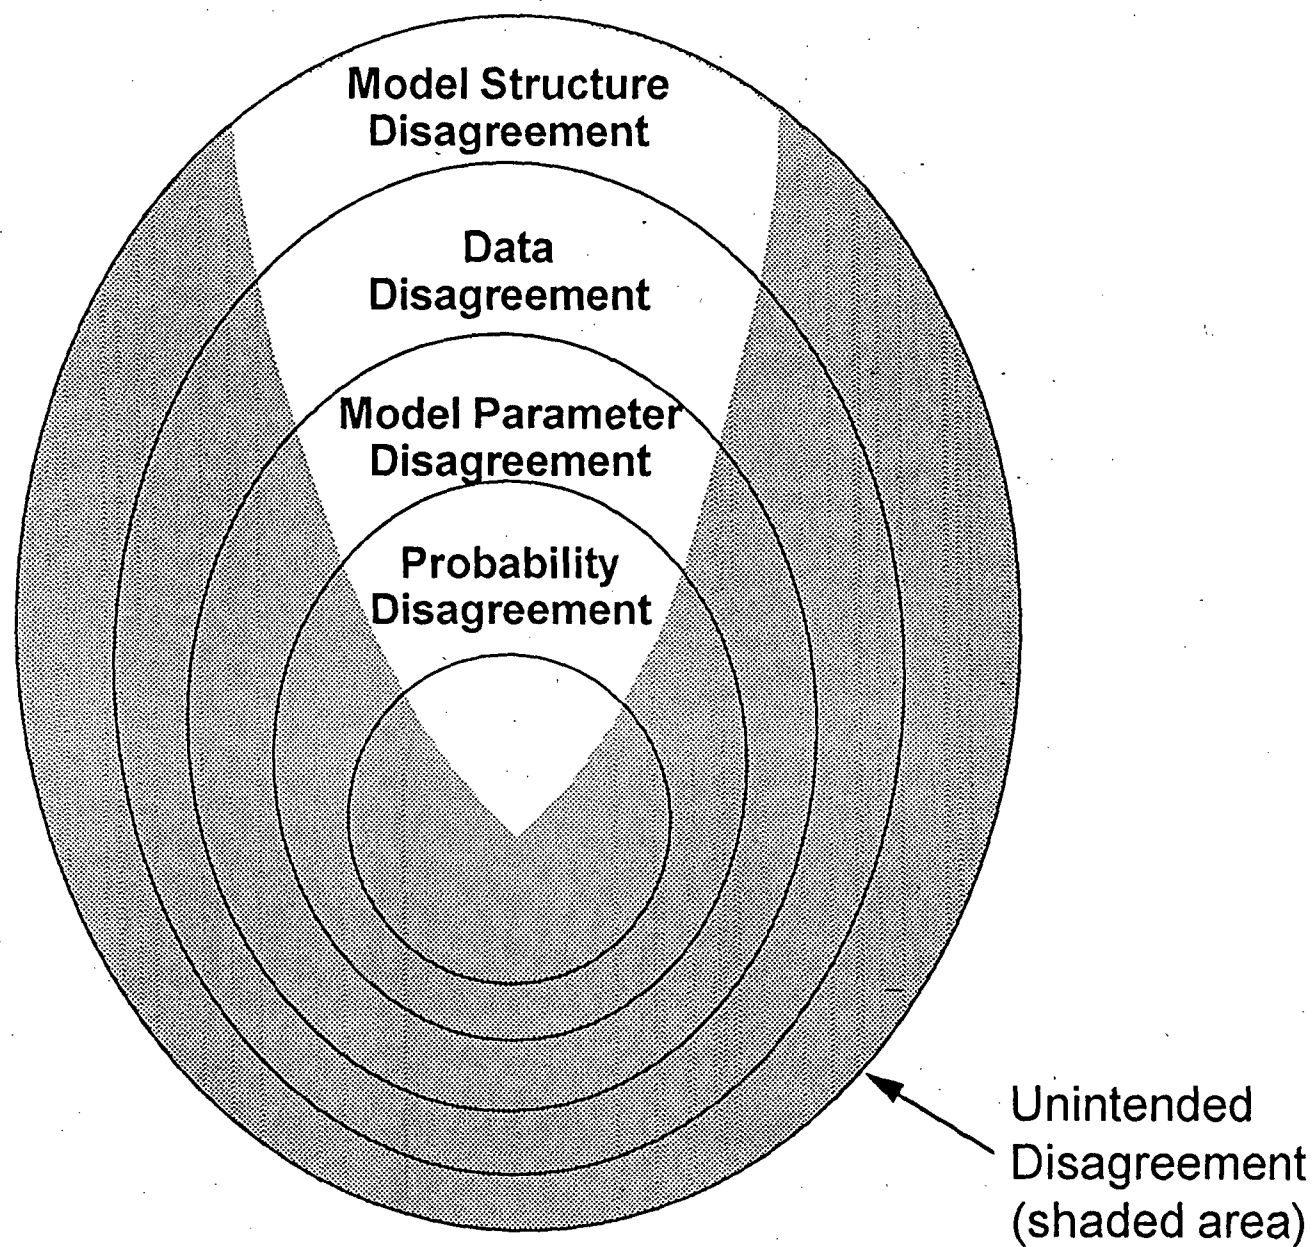 Model Structure
Disagreement
Data
Disagreement
Model Parameter
Disagreement
Probability
Disagreement
Unintended
Disagreement
(shaded area)